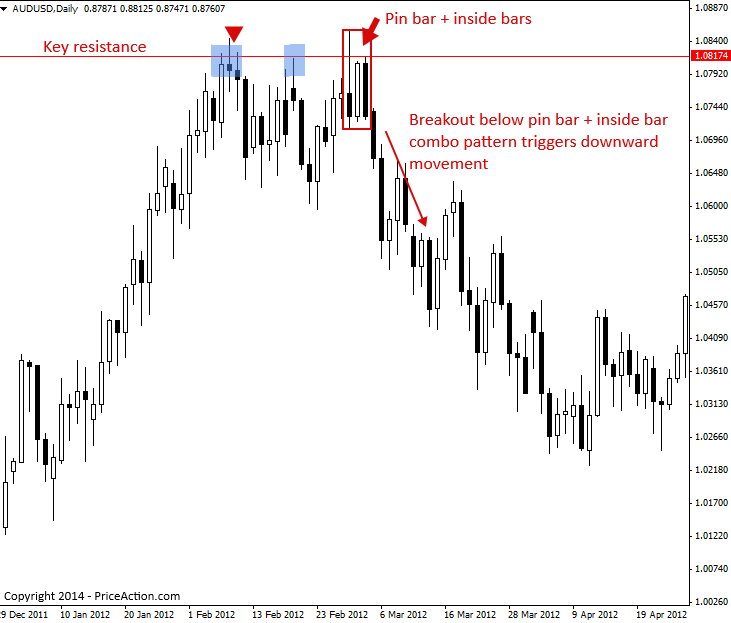 AUDUSD,Daily 0.87871 0.88125 0.87471 0.87607
1.08870
Pin bar + inside bars
1.08400
Key resistance
1.08174
1.07920
1.07440
Breakout below pin bar + inside bar
combo pattern triggers downward
movement
1.06960
1.06480
1.06000
1.05530
1.05050
1.04570
1.04090
1.03610
1.03130
1.02660
1.02180
1.01700
1.01220
1.00740
1.00260
Copyright 2014 - PriceAction.com
29 Dec 2011 10 Jan 2012 20 Jan 2012 1 Feb 2012 13 Feb 2012 23 Feb 2012 6 Mar 2012 16 Mar 2012 28 Mar 2012 9 Apr 2012 19 Apr 2012